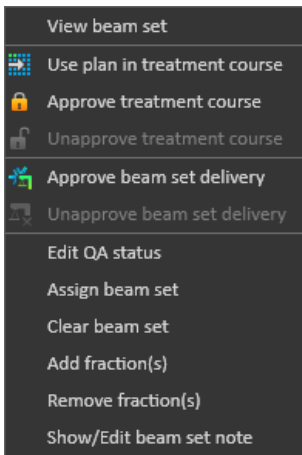 View beam set
Use plan in treatment course
Approve treatment course
Unapprove treatment course
Approve beam set delivery
Unapprove beam set delivery
Edit QA status
Assign beam set
Clear beam set
Add fraction(s)
Remove fraction(s)
Show/Edit beam set note